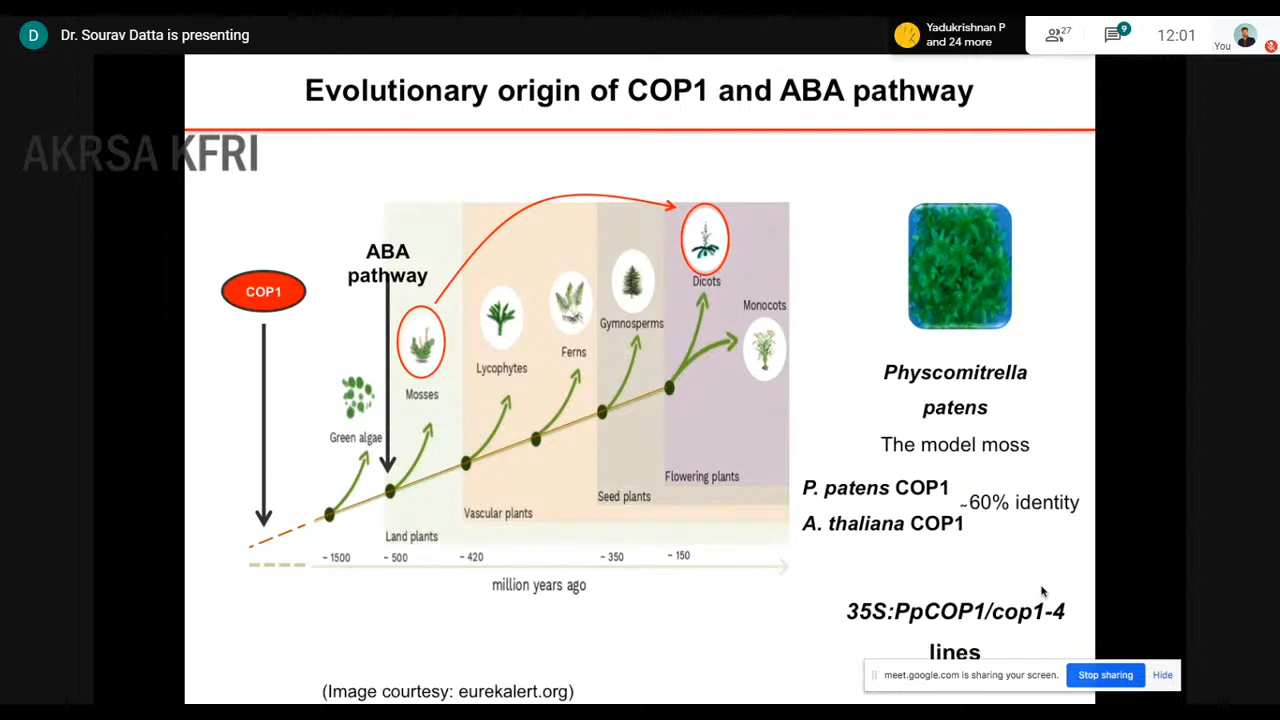 D
Dr. Sourav Datta is presenting
Yadukrishnan P
and 24 more
27
9
12:01
You
Evolutionary origin of COP1 and ABA pathway
AKRSA KFRI
ABA
pathway
COP1
Green algae
Mosses
Lycophytes
Ferns
Gymnosperms
Dicots
Monocots
Flowering plants
Seed plants
Vascular plants
Land plants
~ 1500
~ 500
~ 420
~ 350
~ 150
million years ago
(Image courtesy: eurekalert.org)
Physcomitrella
patens
The model moss
P. patens COP1
~60% identity
A. thaliana COP1
35S:PpCOP1/cop1-4
lines
meet.google.com is sharing your screen.
Stop sharing
Hide